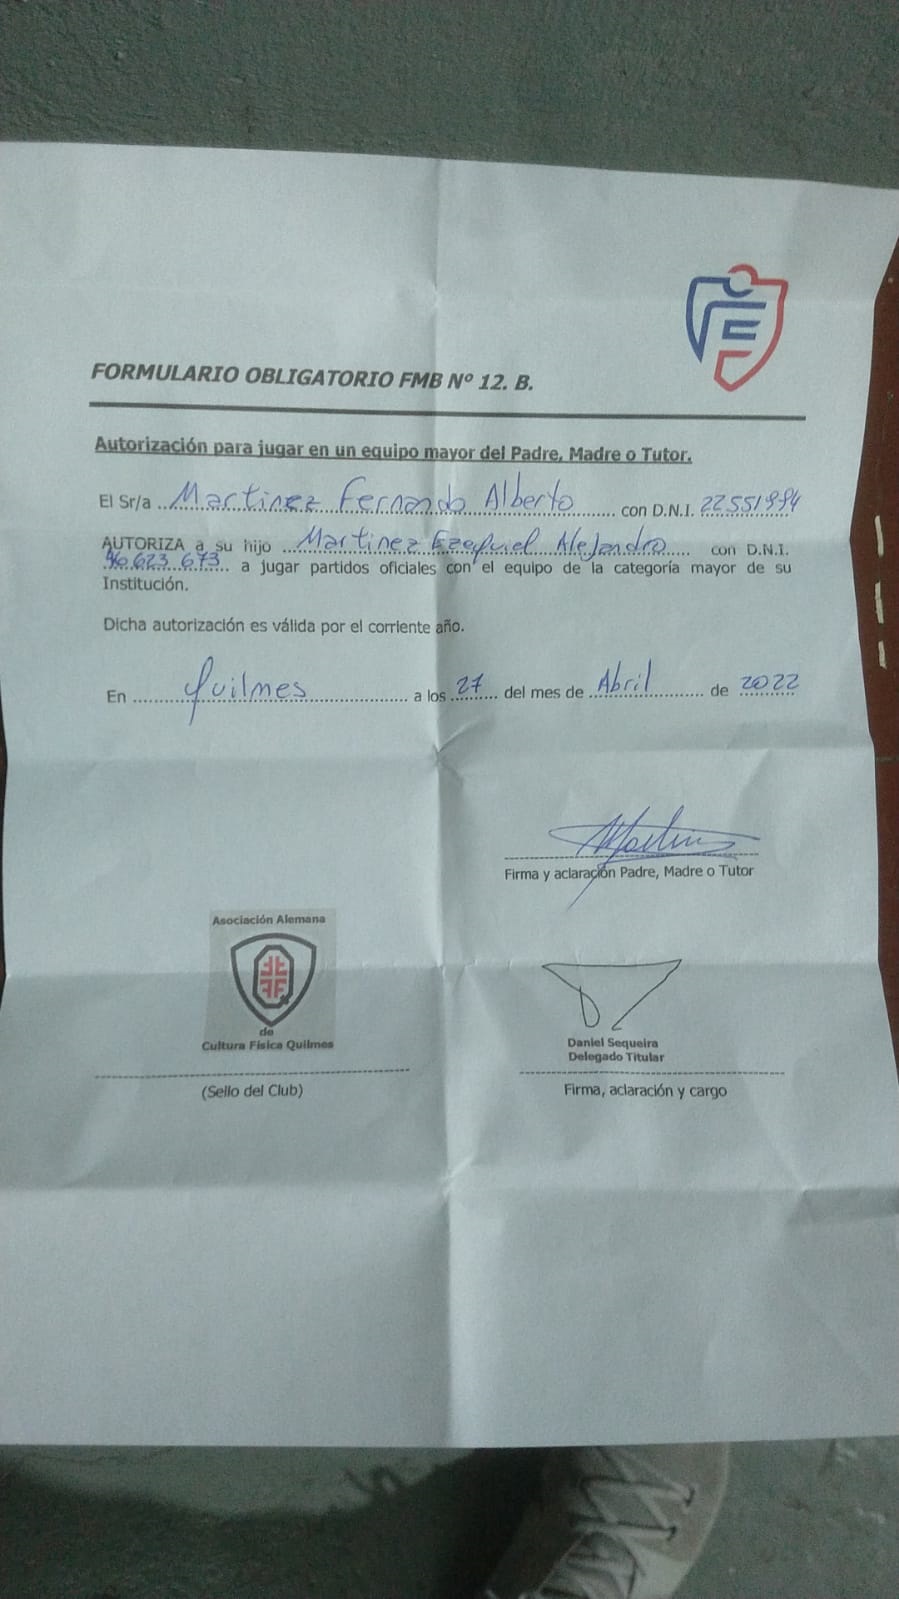 FORMULARIO OBLIGATORIO FMB Nº 12. B.
Autorización para jugar en un equipo mayor del Padre, Madre o Tutor.
El Sr/a Martinez Fernando Alberto con D.N.I. 22551994
AUTORIZA a su hijo Martinez Ezequiel Alejandro con D.N.I.
46 623 673 a jugar partidos oficiales con el equipo de la categoría mayor de su
Institución.
Dicha autorización es válida por el corriente año.
En Quilmes a los 27 del mes de Abril de 2022
Firma y aclaración Padre, Madre o Tutor
Asociación Alemana
de
Cultura Física Quilmes
(Sello del Club)
Daniel Sequeira
Delegado Titular
Firma, aclaración y cargo